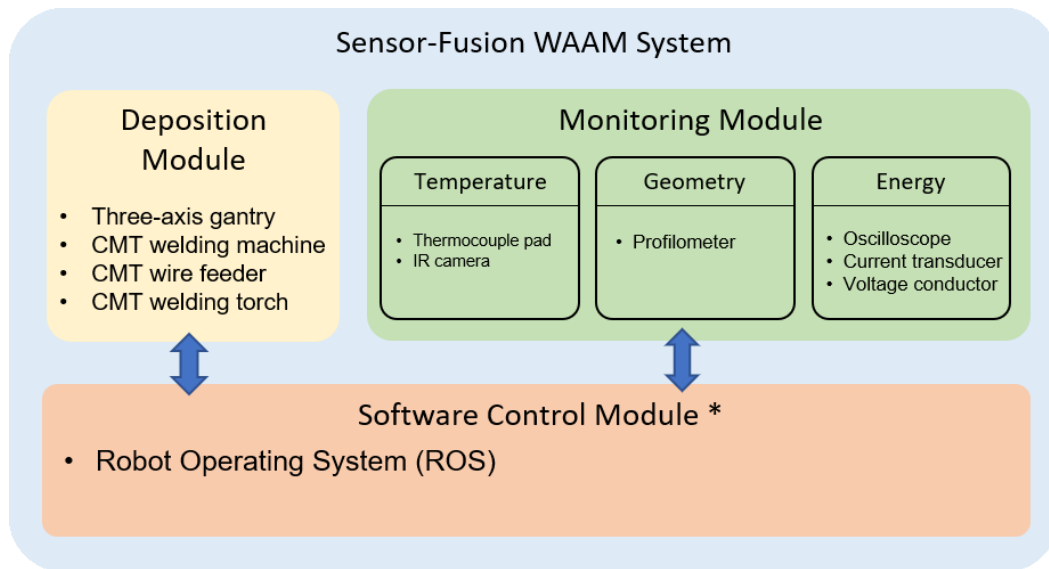 Sensor-Fusion WAAM System
Deposition
Module
• Three-axis gantry
• CMT welding machine
• CMT wire feeder
• CMT welding torch
Monitoring Module
Temperature
• Thermocouple pad
• IR camera
Geometry
• Profilometer
Energy
• Oscilloscope
• Current transducer
• Voltage conductor
Software Control Module *
• Robot Operating System (ROS)